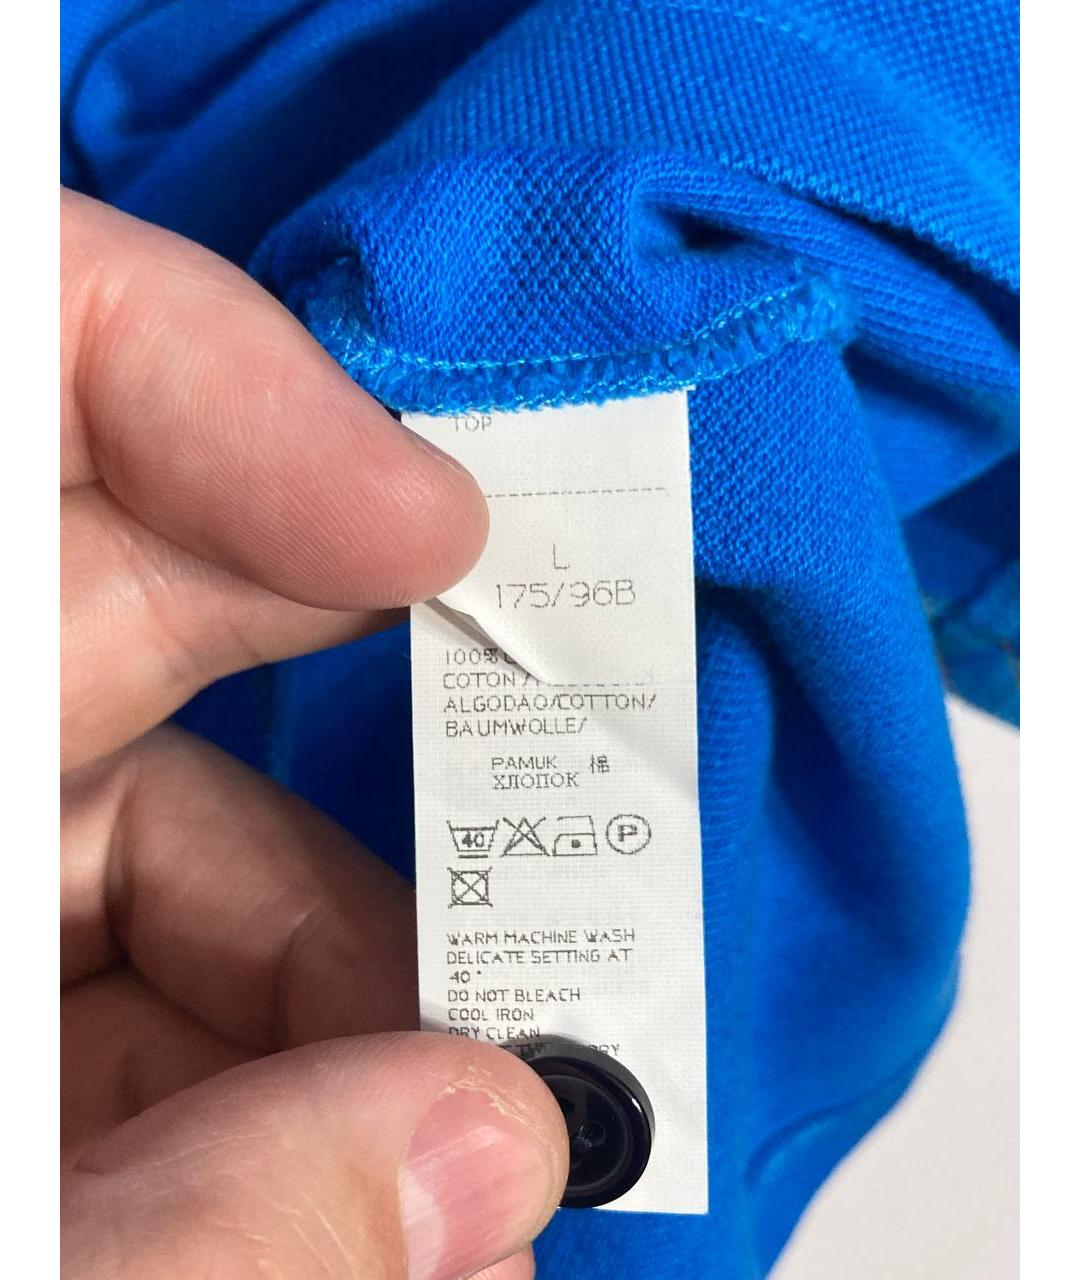 TOP
L
175/96B
100%
COTON/
ALGODAO/COTTON/
BAUMWOLLE/
PAMUK 棉
ХЛОПОК
40
P
WARM MACHINE WASH
DELICATE SETTING AT
40°
DO NOT BLEACH
COOL IRON
DRY CLEAN
DRY